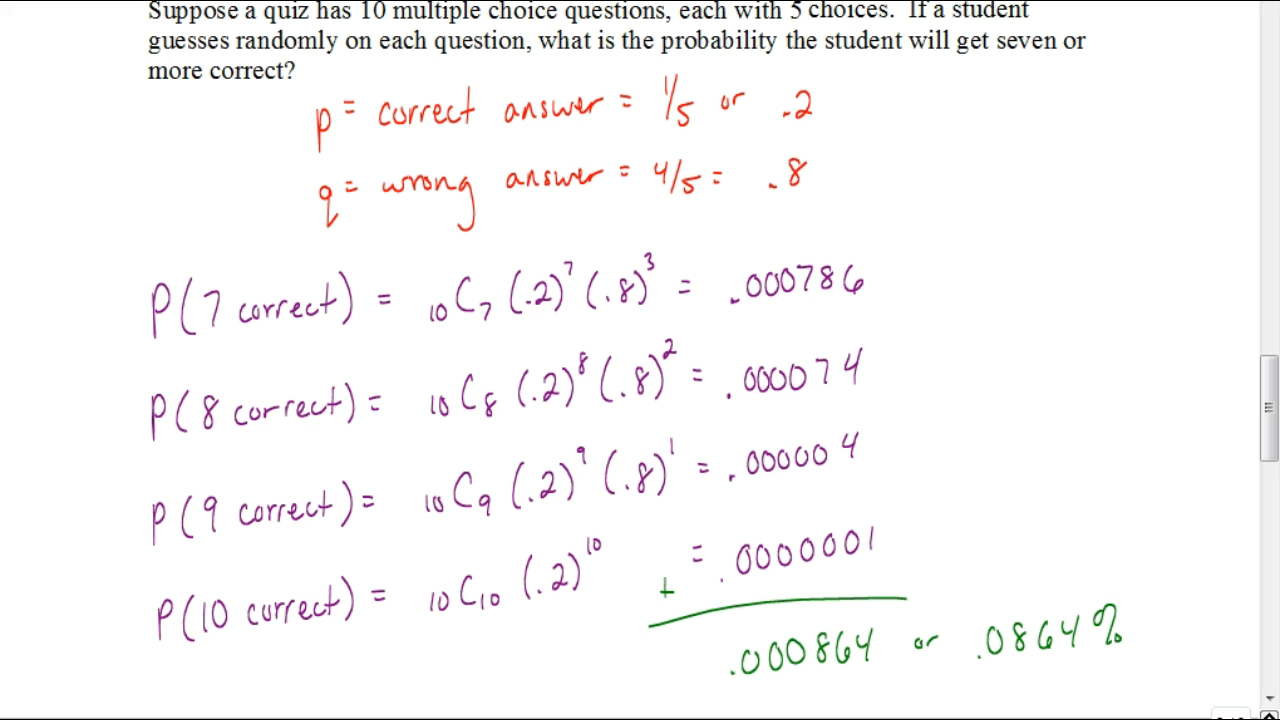 Suppose a quiz has 10 multiple choice questions, each with 5 choices. If a student
guesses randomly on each question, what is the probability the student will get seven or
more correct?
p = correct answer = 1/5 or .2
q = wrong answer = 4/5 = .8
P(7 correct) = ₁₀C₇ (.2)⁷ (.8)³ = .000786
P(8 correct) = ₁₀C₈ (.2)⁸ (.8)² = .000074
P(9 correct) = ₁₀C₉ (.2)⁹ (.8)¹ = .000004
P(10 correct) = ₁₀C₁₀ (.2)¹⁰ = .0000001
+
.000864 or .0864%